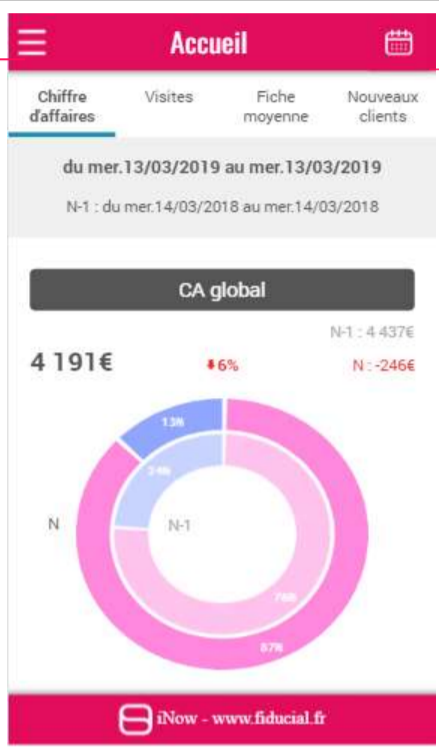 Accueil
Chiffre d'affaires
Visites
Fiche moyenne
Nouveaux clients
du mer.13/03/2019 au mer.13/03/2019
N-1 : du mer.14/03/2018 au mer.14/03/2018
CA global
N-1 : 4 437€
4 191€
6%
N : -246€
13%
24%
N
N-1
76%
87%
iNow - www.fiducial.fr